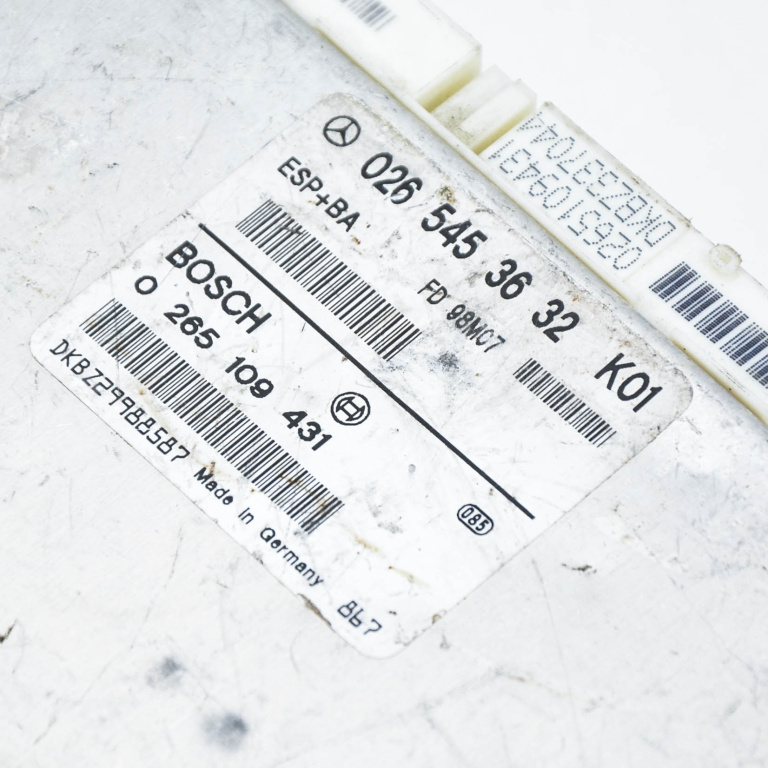 026 545 36 32 K01
ESP+BA
FD 98M07
BOSCH
0 265 109 431
DKBZ29988587 Made in Germany 867
085
DKBZ33704
0265109431